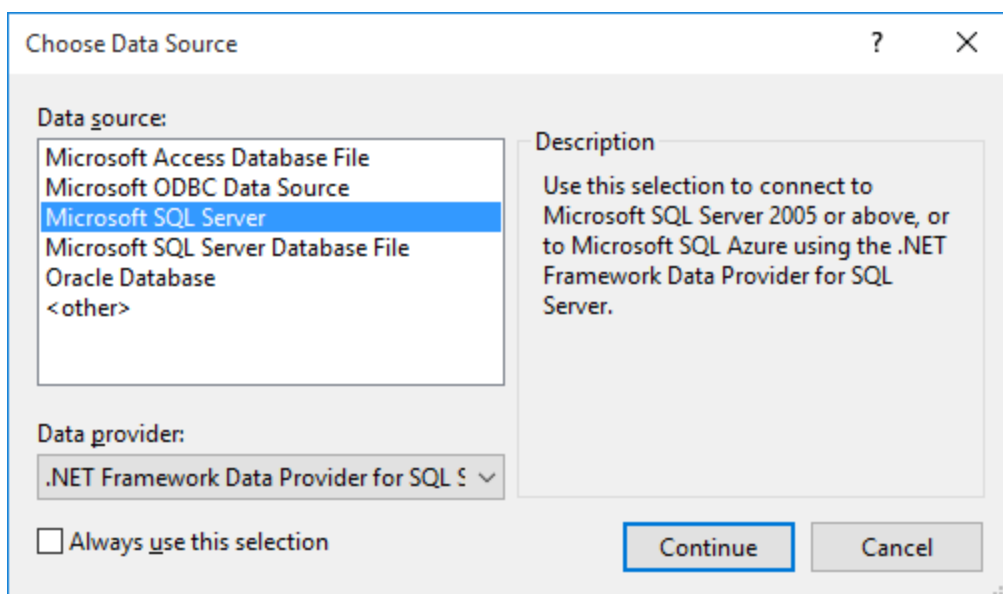 Choose Data Source
?
Data source:
Microsoft Access Database File
Microsoft ODBC Data Source
Microsoft SQL Server
Microsoft SQL Server Database File
Oracle Database
<other>
Description
Use this selection to connect to
Microsoft SQL Server 2005 or above, or
to Microsoft SQL Azure using the .NET
Framework Data Provider for SQL
Server.
Data provider:
.NET Framework Data Provider for SQL S
Always use this selection
Continue
Cancel